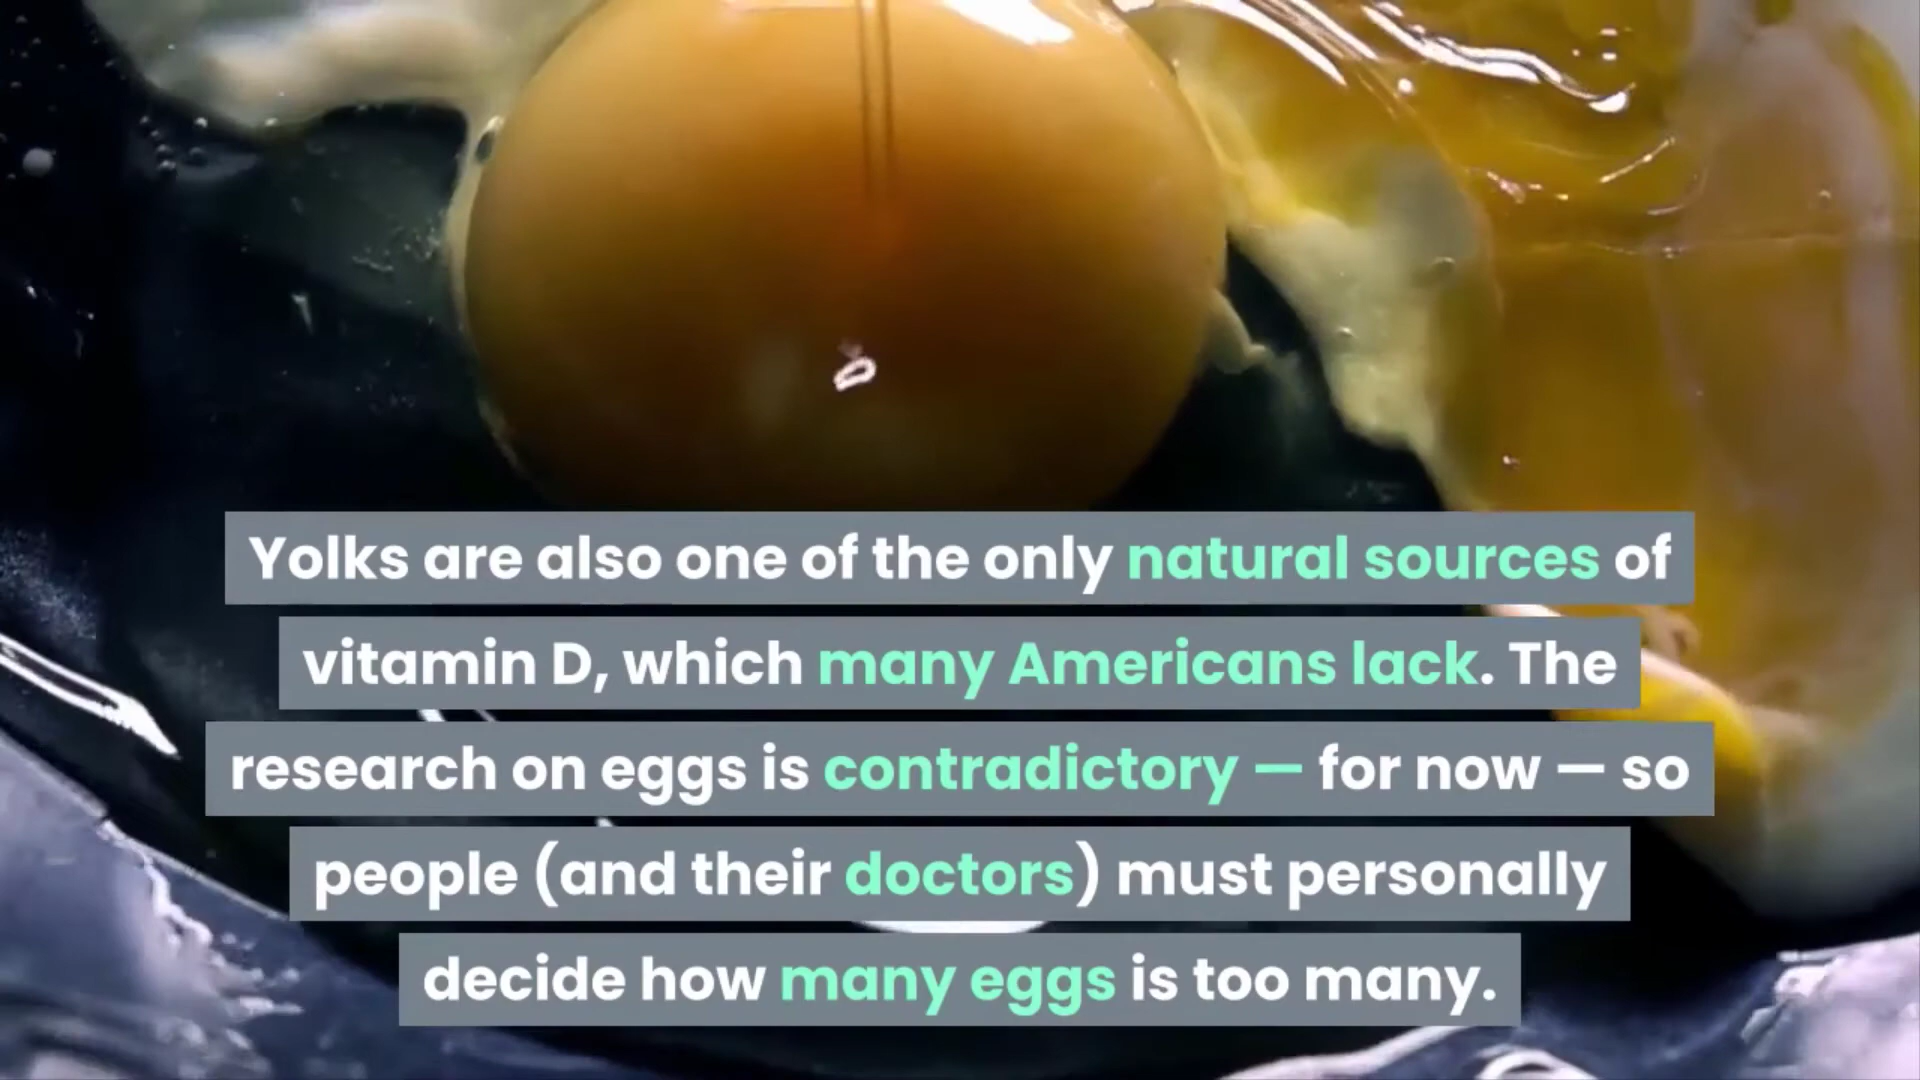 Yolks are also one of the only natural sources of
vitamin D, which many Americans lack. The
research on eggs is contradictory — for now — so
people (and their doctors) must personally
decide how many eggs is too many.